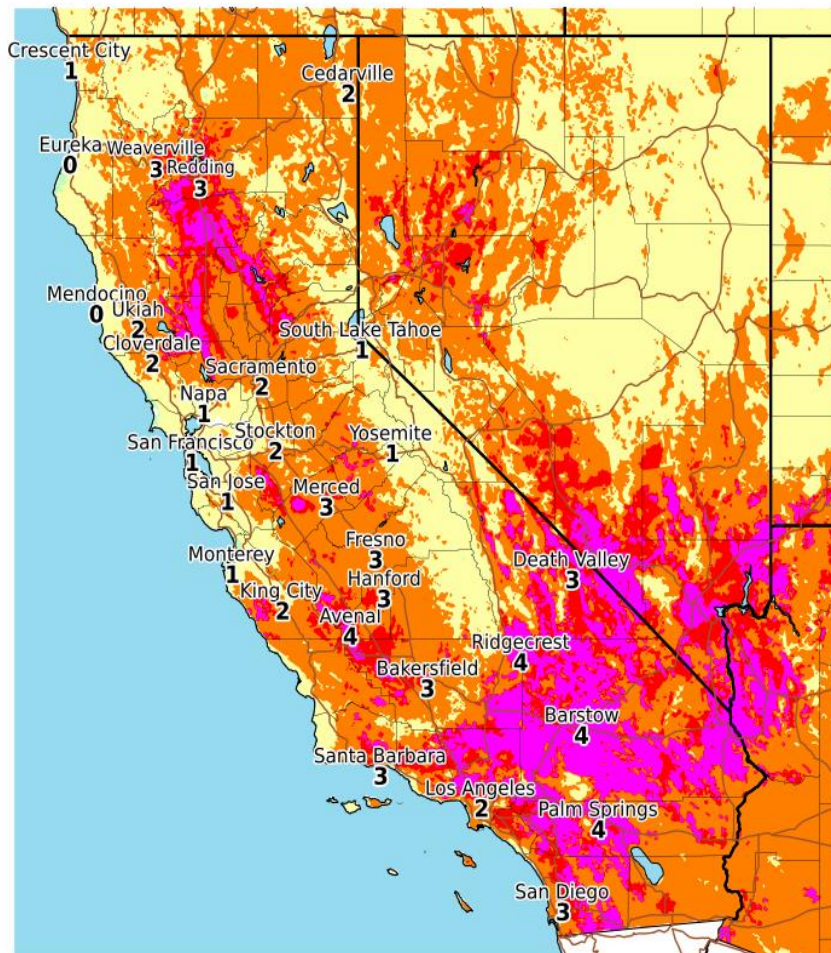 Crescent City
1
Cedarville
2
Eureka
0
Weaverville
3
Redding
3
Mendocino
0
Ukiah
2
Cloverdale
2
South Lake Tahoe
1
Sacramento
2
Napa
1
San Francisco
1
Stockton
2
Yosemite
1
San Jose
1
Merced
3
Monterey
1
Fresno
3
Death Valley
3
King City
2
Hanford
3
Avenal
4
Ridgecrest
4
Bakersfield
3
Barstow
4
Santa Barbara
3
Los Angeles
2
Palm Springs
4
San Diego
3